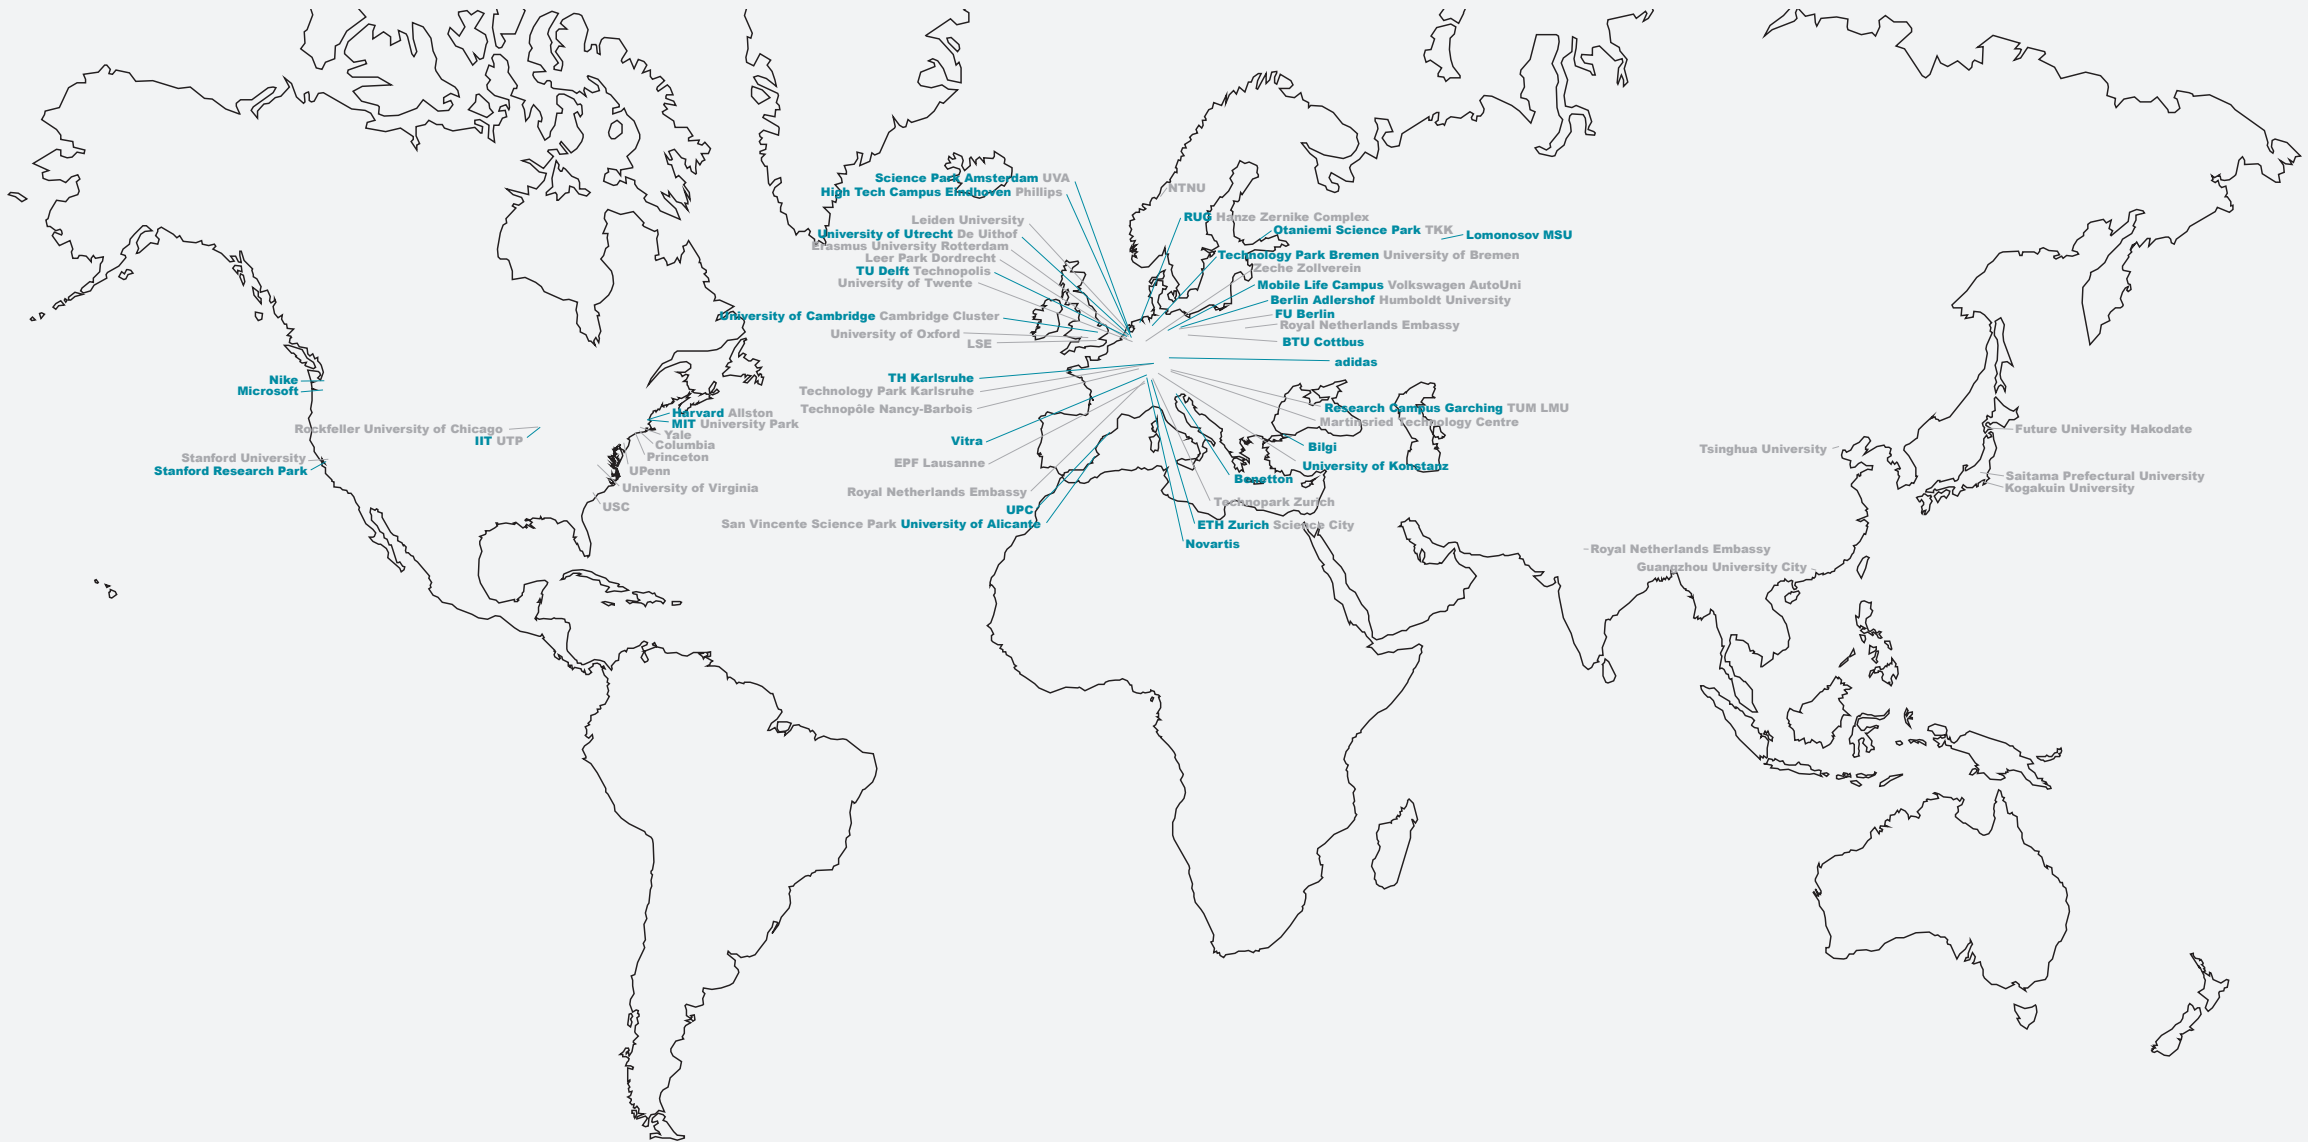 Science Park Amsterdam UVA
NTNU
High Tech Campus Eindhoven Phillips
RUG Hanze Zernike Complex
Leiden University
Otaniemi Science Park TKK
University of Utrecht De Uithof
Lomonosov MSU
Erasmus University Rotterdam
Technology Park Bremen University of Bremen
Leer Park Dordrecht
Zeche Zollverein
TU Delft Technopolis
University of Twente
Mobile Life Campus Volkswagen AutoUni
Berlin Adlershof Humboldt University
University of Cambridge Cambridge Cluster
FU Berlin
Royal Netherlands Embassy
University of Oxford
LSE
BTU Cottbus
adidas
Nike
TH Karlsruhe
Microsoft
Technology Park Karlsruhe
Technopôle Nancy-Barbois
Research Campus Garching TUM LMU
Harvard Allston
MIT University Park
Martinsried Technology Centre
Rockfeller University of Chicago
Future University Hakodate
Yale
IIT UTP
Vitra
Columbia
Bilgi
Tsinghua University
Stanford University
Princeton
EPF Lausanne
University of Konstanz
Stanford Research Park
UPenn
Benetton
Saitama Prefectural University
University of Virginia
Kogakuin University
Royal Netherlands Embassy
Technopark Zurich
USC
UPC
San Vincente Science Park University of Alicante
ETH Zurich Science City
Novartis
Royal Netherlands Embassy
Guangzhou University City